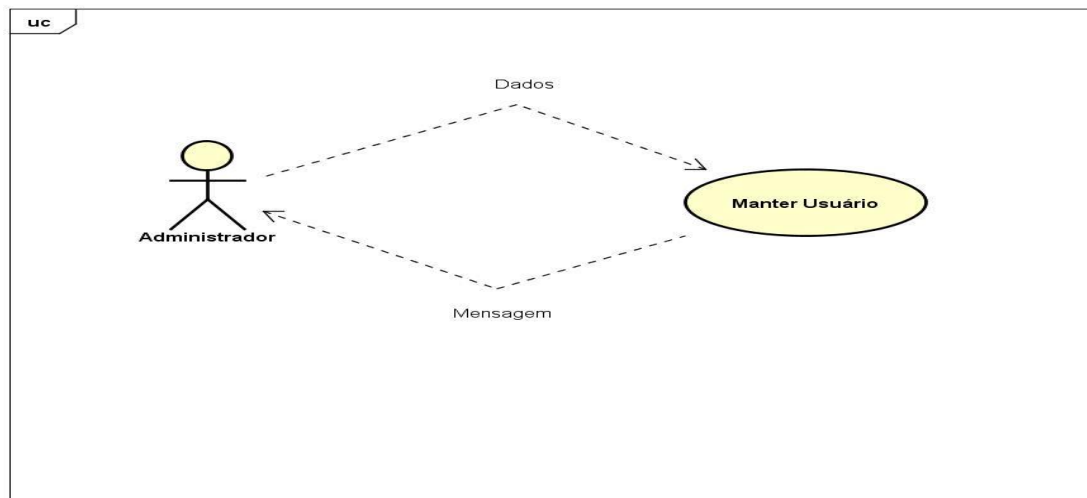 uc
Dados
Manter Usuário
Administrador
Mensagem